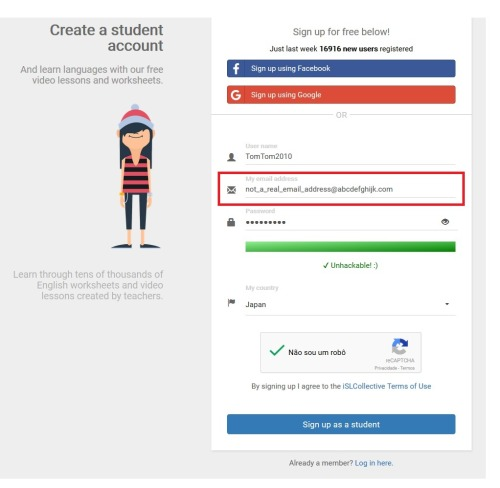 Create a student
account
And learn languages with our free
video lessons and worksheets.
Learn through tens of thousands of
English worksheets and video
lessons created by teachers.
Sign up for free below!
Just last week 16916 new users registered
f Sign up using Facebook
G Sign up using Google
OR
User name
TomTom2010
My email address
not_a_real_email_address@abcdefghijk.com
Password
•••••••••
✓ Unhackable! :)
My country
Japan
Não sou um robô
reCAPTCHA
Privacidade - Termos
By signing up I agree to the iSLCollective Terms of Use
Sign up as a student
Already a member? Log in here.